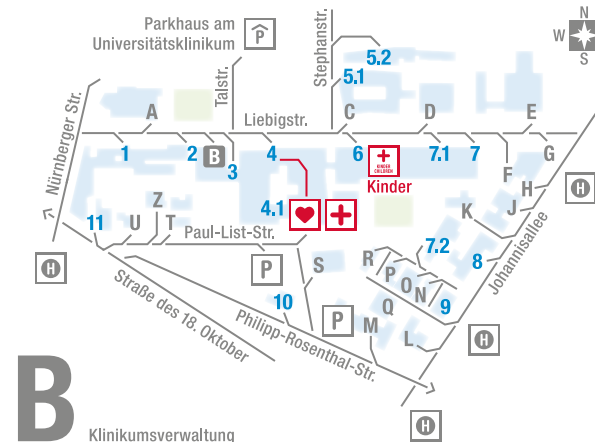 Parkhaus am
Universitätsklinikum
P
Talstr.
Stephanstr.
5.2
5.1
N
W
S
Nürnberger Str.
A
Liebigstr.
C
D
E
1
2
B
3
4
6
KINDER
CHILDREN
Kinder
7.1
7
F
G
H
H
J
K
Johannisallee
4.1
Z
11
U
T
Paul-List-Str.
P
S
R
P
O
N
7.2
8
9
Q
H
Straße des 18. Oktober
10
Philipp-Rosenthal-Str.
P
M
L
H
H
B
Klinikumsverwaltung